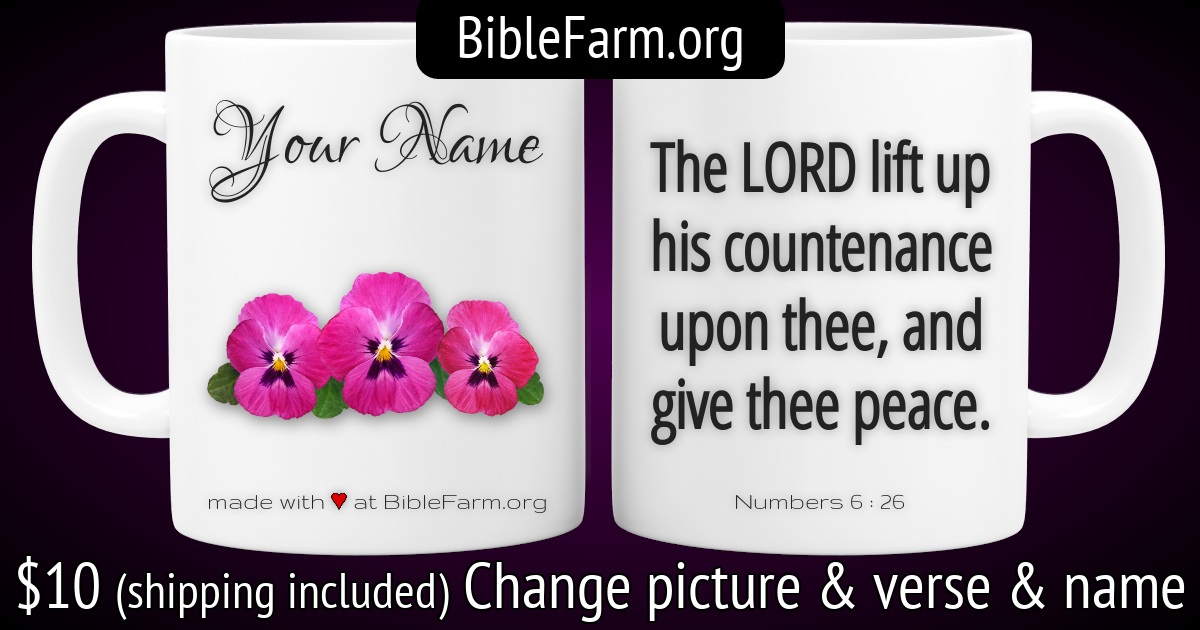 BibleFarm.org
Your Name
made with ♥ at BibleFarm.org
The LORD lift up
his countenance
upon thee, and
give thee peace.
Numbers 6 : 26
$10 (shipping included) Change picture & verse & name